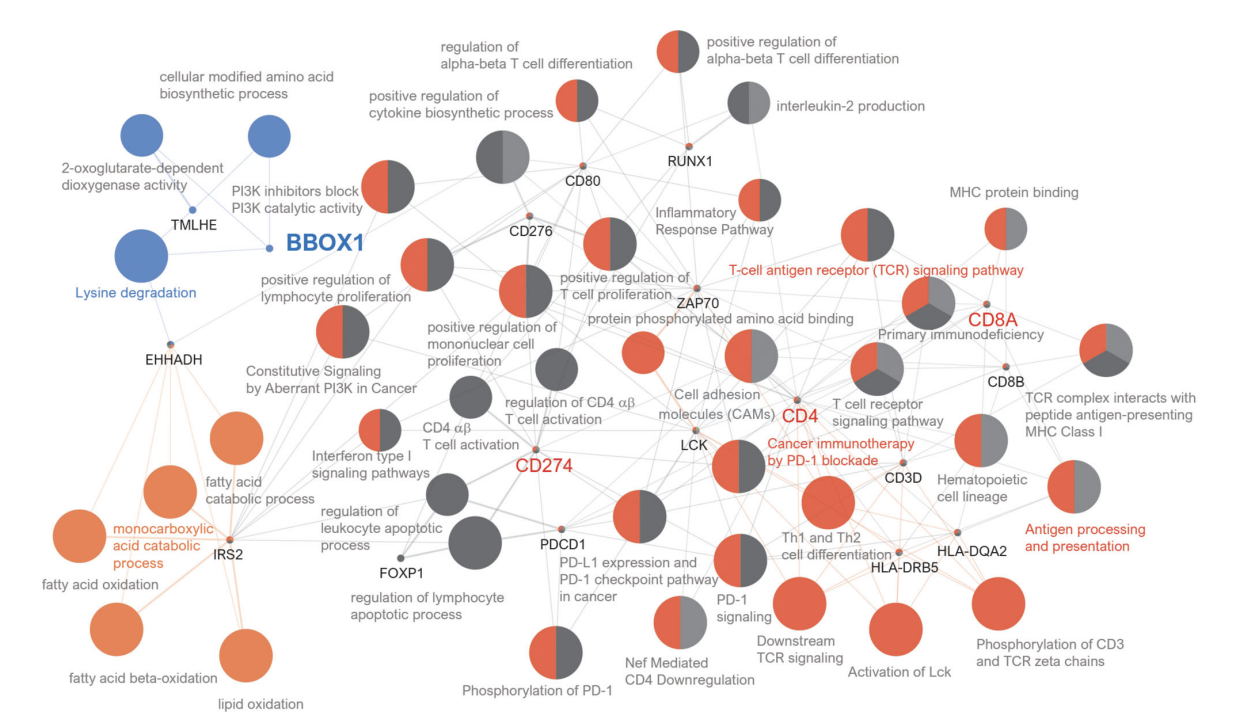 regulation of
alpha-beta T cell differentiation
positive regulation of
alpha-beta T cell differentiation
cellular modified amino acid
biosynthetic process
positive regulation of
cytokine biosynthetic process
interleukin-2 production
2-oxoglutarate-dependent
dioxygenase activity
RUNX1
CD80
PI3K inhibitors block
PI3K catalytic activity
MHC protein binding
TMLHE
BBOX1
CD276
Inflammatory
Response Pathway
Lysine degradation
positive regulation of
lymphocyte proliferation
positive regulation of
T cell proliferation
T-cell antigen receptor (TCR) signaling pathway
ZAP70
protein phosphorylated amino acid binding
CD8A
Primary immunodeficiency
positive regulation of
mononuclear cell
proliferation
EHHADH
Constitutive Signaling
by Aberrant PI3K in Cancer
CD8B
Cell adhesion
molecules (CAMs)
regulation of CD4 αβ
T cell activation
CD4
T cell receptor
signaling pathway
TCR complex interacts with
peptide antigen-presenting
MHC Class I
CD4 αβ
T cell activation
LCK
Interferon type I
signaling pathways
CD274
Cancer immunotherapy
by PD-1 blockade
CD3D
Hematopoietic
cell lineage
fatty acid
catabolic process
regulation of
leukocyte apoptotic
process
monocarboxylic
acid catabolic
process
IRS2
PDCD1
Th1 and Th2
cell differentiation
HLA-DQA2
Antigen processing
and presentation
HLA-DRB5
fatty acid oxidation
FOXP1
PD-L1 expression and
PD-1 checkpoint pathway
in cancer
regulation of lymphocyte
apoptotic process
PD-1
signaling
Downstream
TCR signaling
Phosphorylation of CD3
and TCR zeta chains
Activation of Lck
Nef Mediated
CD4 Downregulation
fatty acid beta-oxidation
Phosphorylation of PD-1
lipid oxidation